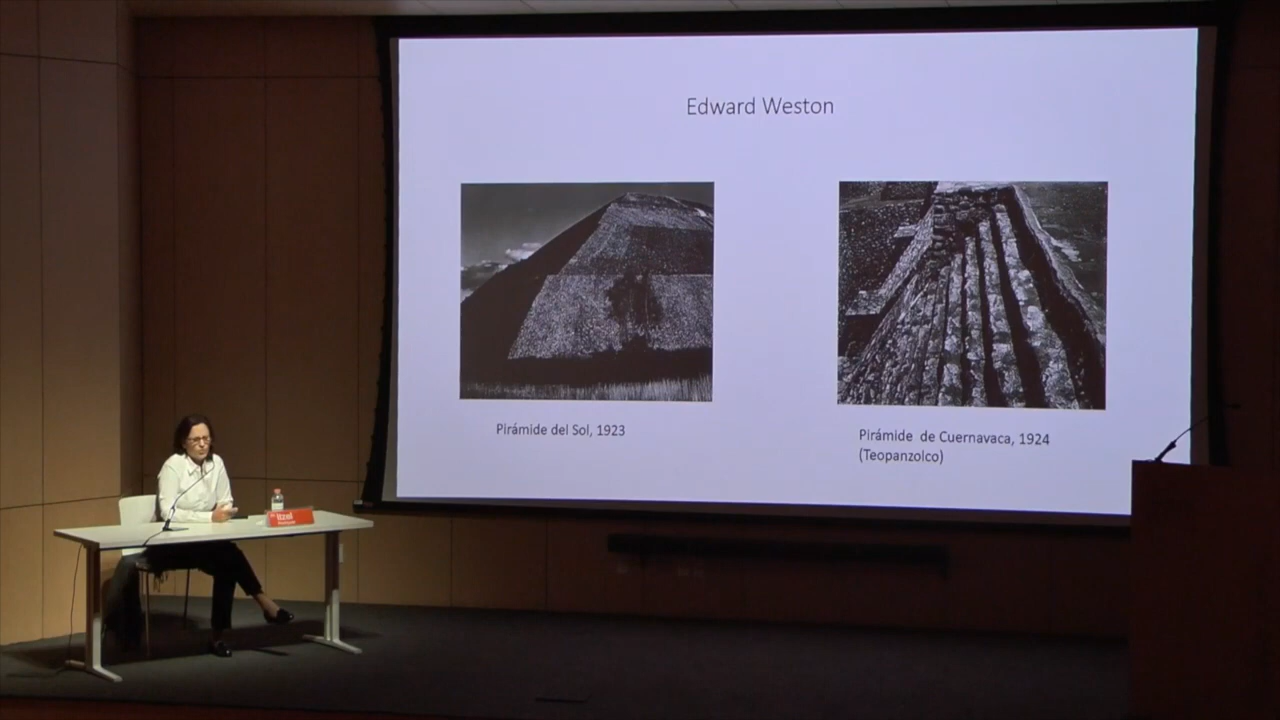 Edward Weston
Pirámide del Sol, 1923
Pirámide de Cuernavaca, 1924
(Teopanzolco)
Itzel